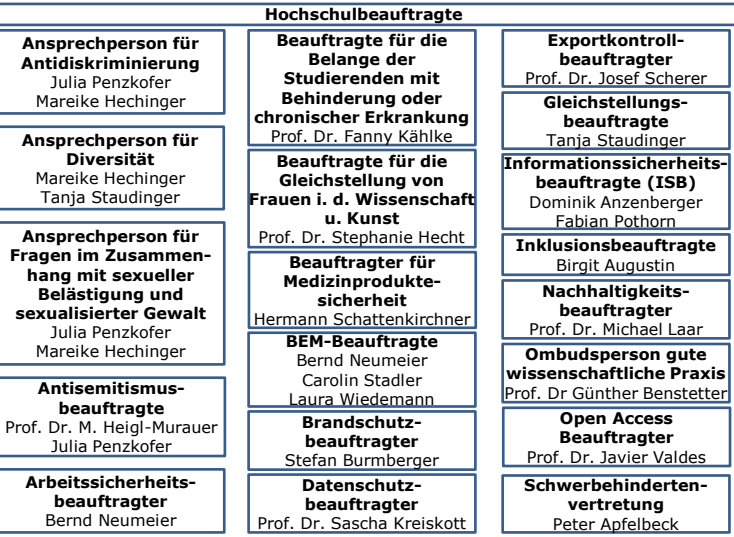 Hochschulbeauftragte
Ansprechperson für
Antidiskriminierung
Julia Penzkofer
Mareike Hechinger
Ansprechperson für
Diversität
Mareike Hechinger
Tanja Staudinger
Ansprechperson für
Fragen im Zusammen-
hang mit sexueller
Belästigung und
sexualisierter Gewalt
Julia Penzkofer
Mareike Hechinger
Antisemitismus-
beauftragte
Prof. Dr. M. Heigl-Murauer
Julia Penzkofer
Arbeitssicherheits-
beauftragter
Bernd Neumeier
Beauftragte für die
Belange der
Studierenden mit
Behinderung oder
chronischer Erkrankung
Prof. Dr. Fanny Kählke
Beauftragte für die
Gleichstellung von
Frauen i. d. Wissenschaft
u. Kunst
Prof. Dr. Stephanie Hecht
Beauftragter für
Medizinprodukte-
sicherheit
Hermann Schattenkirchner
BEM-Beauftragte
Bernd Neumeier
Carolin Stadler
Laura Wiedemann
Brandschutz-
beauftragter
Stefan Burmberger
Datenschutz-
beauftragter
Prof. Dr. Sascha Kreiskott
Exportkontroll-
beauftragter
Prof. Dr. Josef Scherer
Gleichstellungs-
beauftragte
Tanja Staudinger
Informationssicherheits-
beauftragte (ISB)
Dominik Anzenberger
Fabian Pothorn
Inklusionsbeauftragte
Birgit Augustin
Nachhaltigkeits-
beauftragter
Prof. Dr. Michael Laar
Ombudsperson gute
wissenschaftliche Praxis
Prof. Dr Günther Benstetter
Open Access
Beauftragter
Prof. Dr. Javier Valdes
Schwerbehinderten-
vertretung
Peter Apfelbeck